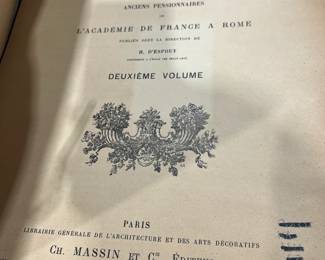 ANCIENS PENSIONNAIRES
DE
L'ACADÉMIE DE FRANCE A ROME
PUBLIÉS SOUS LA DIRECTION DE
H. D'ESPOUY
DEUXIÈME VOLUME
PARIS
LIBRAIRIE GÉNÉRALE DE L'ARCHITECTURE ET DES ARTS DÉCORATIFS
CH. MASSIN ET Cie